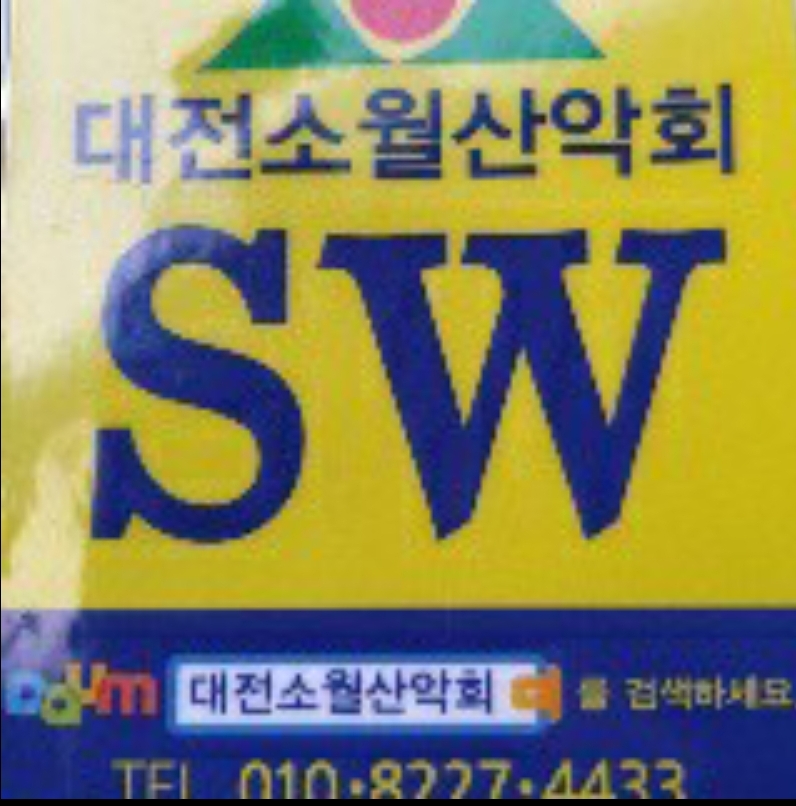 대전소월산악회
SW
Daum 대전소월산악회 를 검색하세요
TEL 010·8227·4433